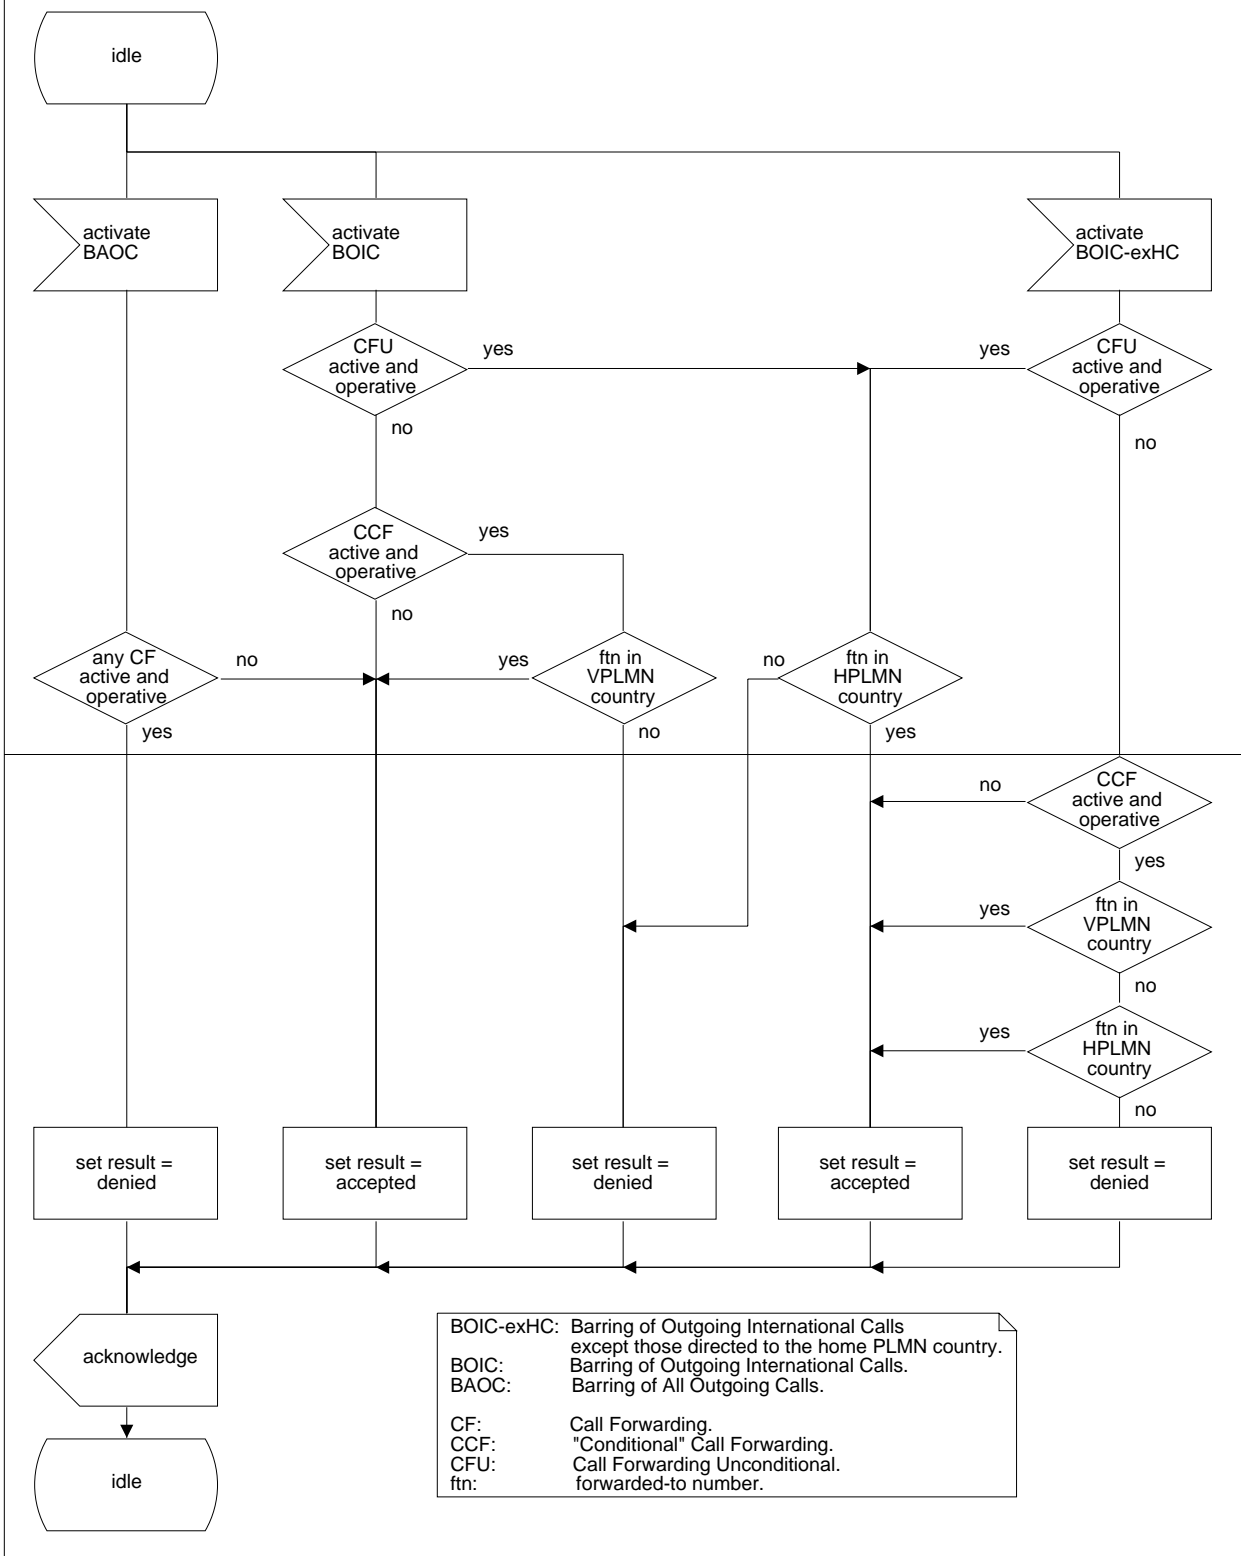 idle
activate
BAOC
activate
BOIC
activate
BOIC-exHC
CFU
active and
operative
yes
yes
CFU
active and
operative
no
no
CCF
active and
operative
yes
no
any CF
active and
operative
no
yes
ftn in
VPLMN
country
no
ftn in
HPLMN
country
yes
no
yes
no
CCF
active and
operative
yes
yes
ftn in
VPLMN
country
no
yes
ftn in
HPLMN
country
no
set result =
denied
set result =
accepted
set result =
denied
set result =
accepted
set result =
denied
acknowledge
idle
BOIC-exHC: Barring of Outgoing International Calls
except those directed to the home PLMN country.
BOIC: Barring of Outgoing International Calls.
BAOC: Barring of All Outgoing Calls.
CF: Call Forwarding.
CCF: "Conditional" Call Forwarding.
CFU: Call Forwarding Unconditional.
ftn: forwarded-to number.